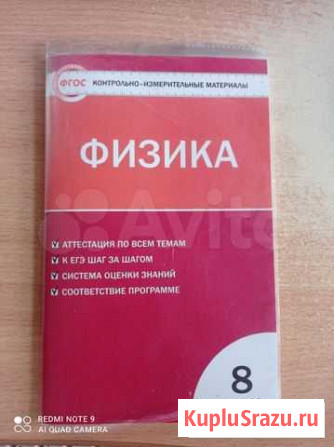 ФГОС
КОНТРОЛЬНО-ИЗМЕРИТЕЛЬНЫЕ МАТЕРИАЛЫ
ФИЗИКА
Avito
АТТЕСТАЦИЯ ПО ВСЕМ ТЕМАМ
К ЕГЭ ШАГ ЗА ШАГОМ
СИСТЕМА ОЦЕНКИ ЗНАНИЙ
СООТВЕТСТВИЕ ПРОГРАММЕ
8
REDMI NOTE 9
AI QUAD CAMERA
KupluSrazu.ru